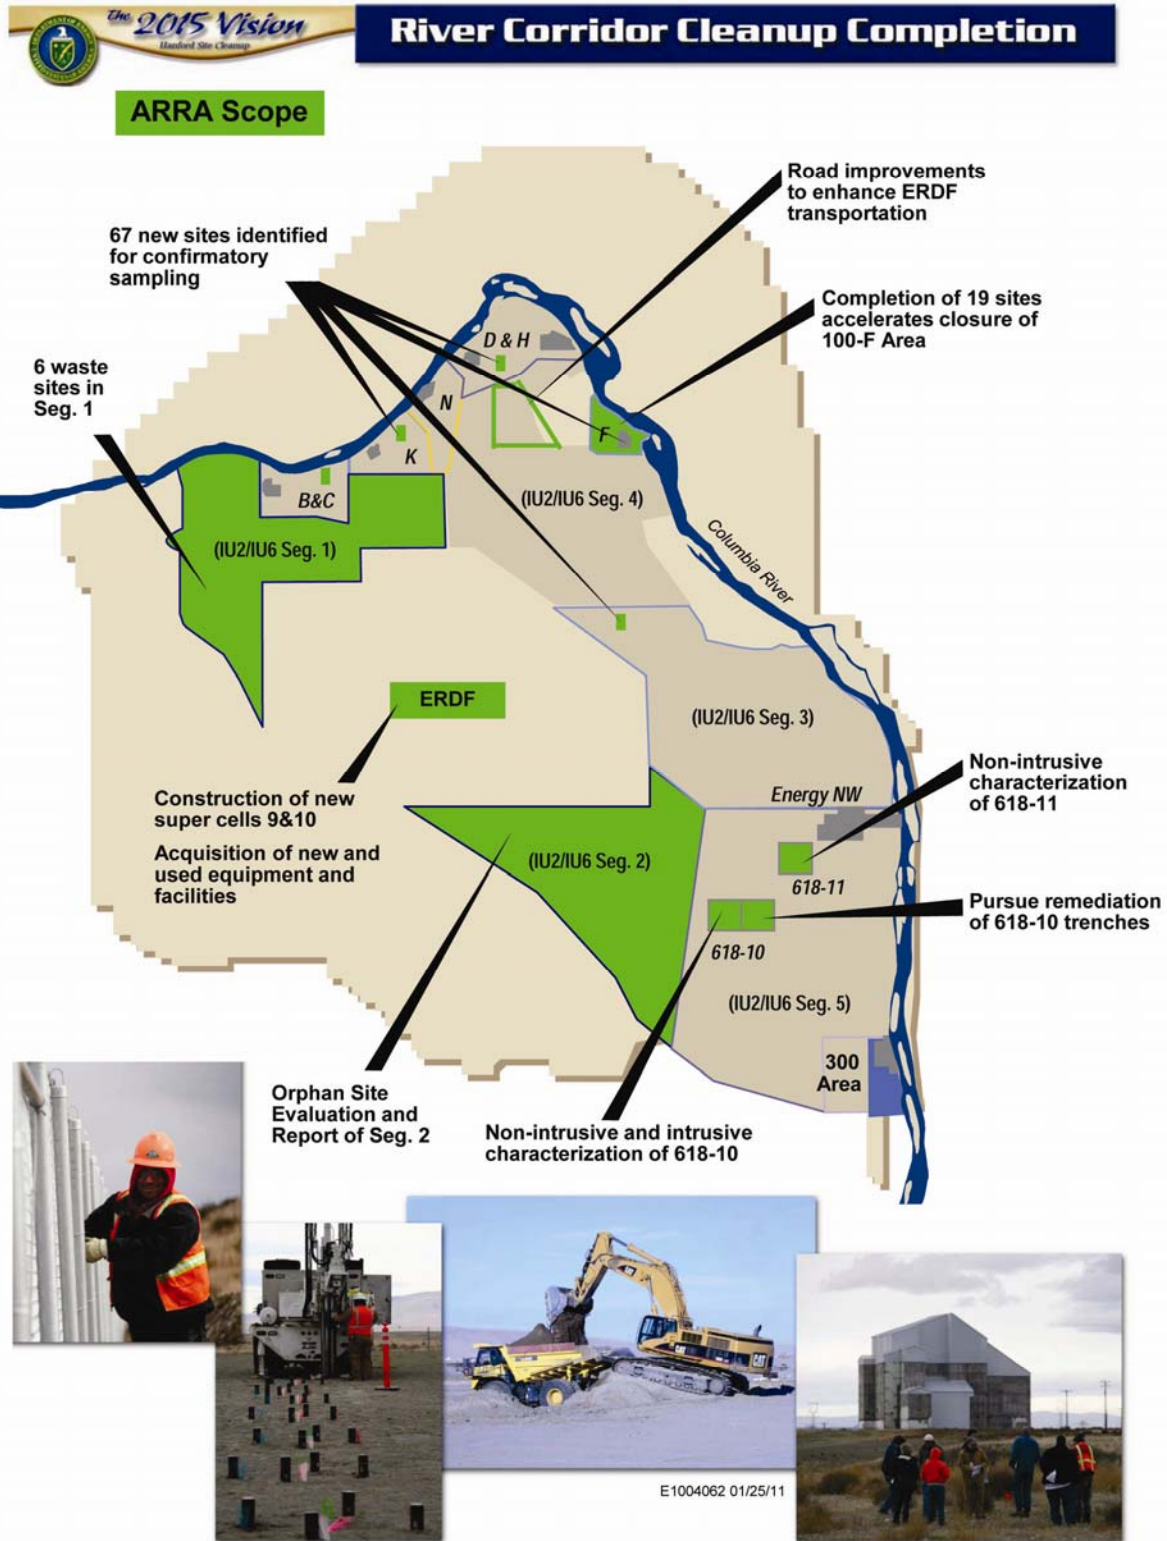 The 2015 Vision
Hanford Site Cleanup
River Corridor Cleanup Completion
ARRA Scope
Road improvements
to enhance ERDF
transportation
67 new sites identified
for confirmatory
sampling
Completion of 19 sites
accelerates closure of
100-F Area
6 waste
sites in
Seg. 1
D & H
N
F
K
B&C
(IU2/IU6 Seg. 4)
(IU2/IU6 Seg. 1)
Columbia River
ERDF
(IU2/IU6 Seg. 3)
Construction of new
super cells 9&10
Acquisition of new and
used equipment and
facilities
Energy NW
Non-intrusive
characterization
of 618-11
(IU2/IU6 Seg. 2)
618-11
Pursue remediation
of 618-10 trenches
618-10
(IU2/IU6 Seg. 5)
300
Area
Orphan Site
Evaluation and
Report of Seg. 2
Non-intrusive and intrusive
characterization of 618-10
CAT
E1004062 01/25/11